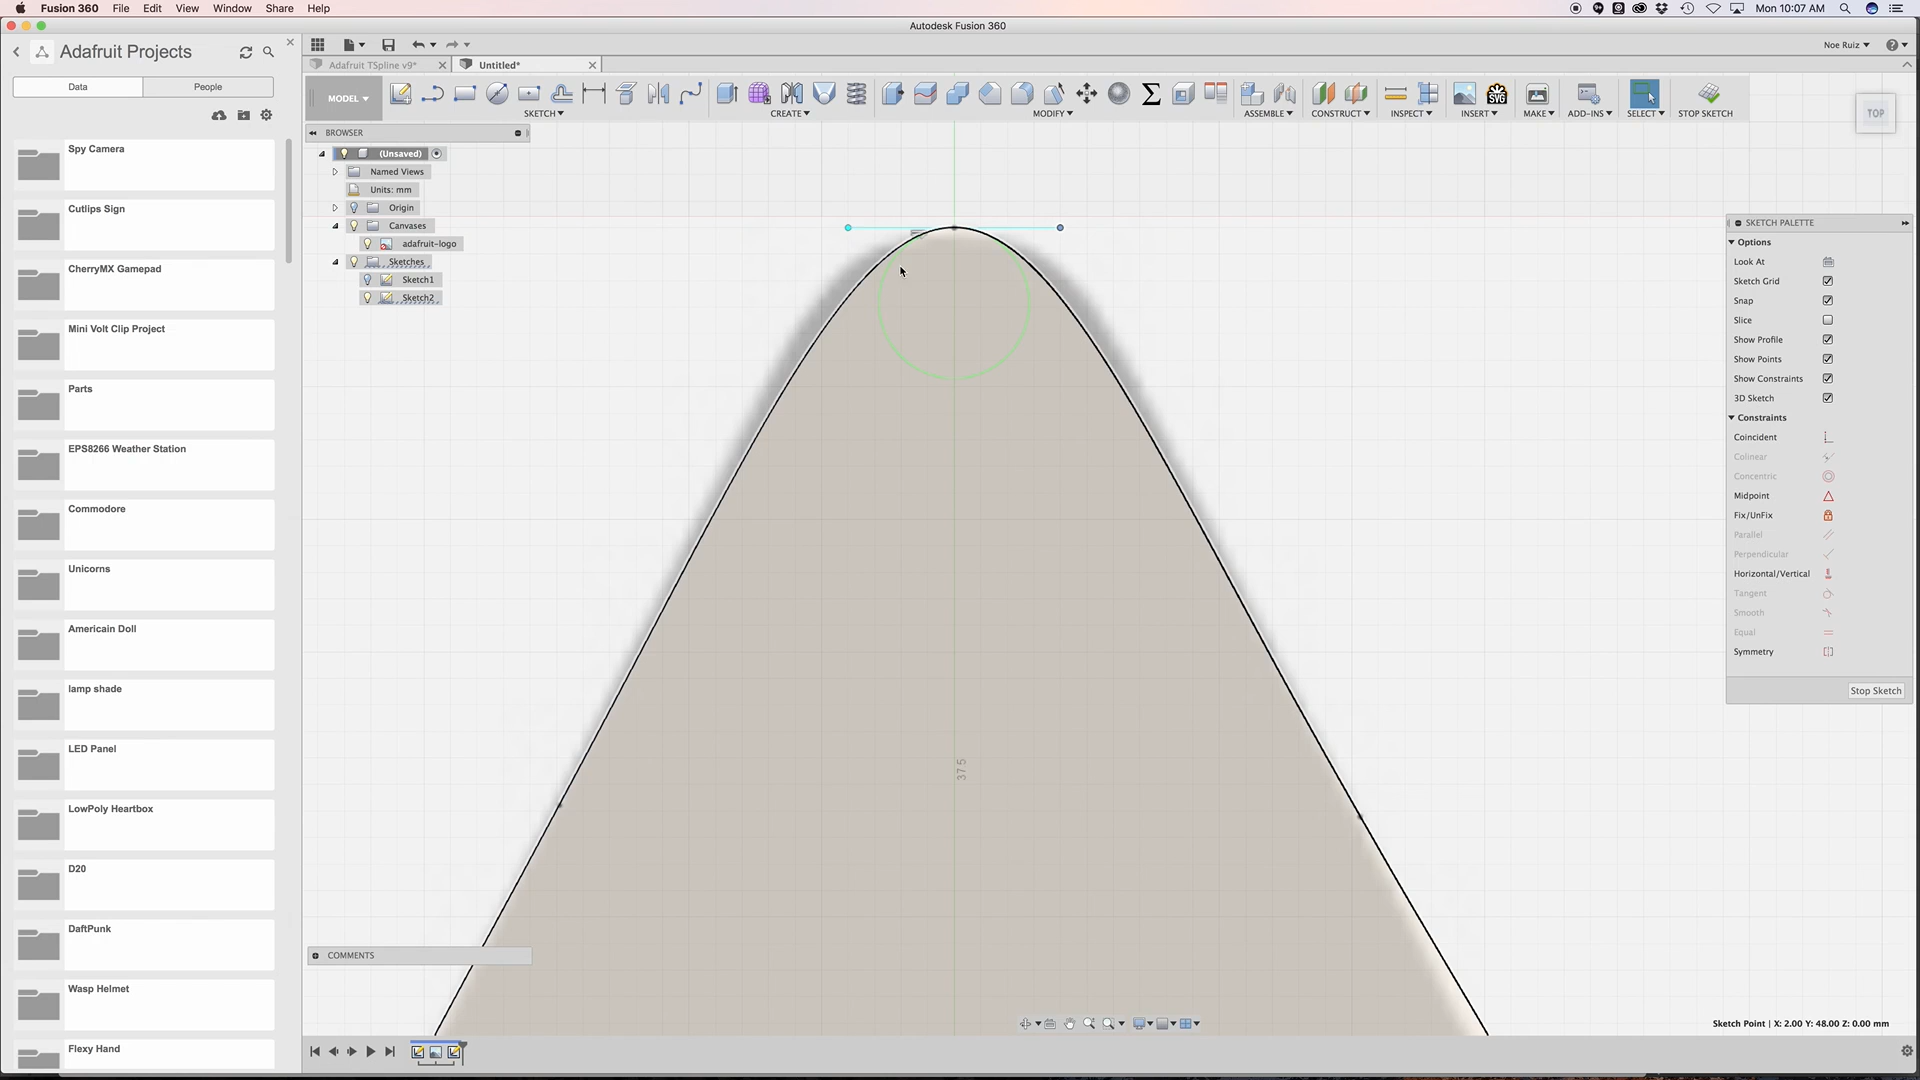 Fusion 360 File Edit View Window Share Help
Mon 10:07 AM
Autodesk Fusion 360
Adafruit Projects
Noe Ruiz
Adafruit TSpline v9*
Untitled*
Data People
MODEL
SKETCH CREATE MODIFY ASSEMBLE CONSTRUCT INSPECT INSERT MAKE ADD-INS SELECT STOP SKETCH
SVG
TOP
BROWSER
(Unsaved)
Named Views
Units: mm
Origin
Canvases
adafruit-logo
Sketches
Sketch1
Sketch2
Spy Camera
Cutlips Sign
CherryMX Gamepad
Mini Volt Clip Project
Parts
EPS8266 Weather Station
Commodore
Unicorns
Americain Doll
lamp shade
LED Panel
LowPoly Heartbox
D20
DaftPunk
Wasp Helmet
Flexy Hand
SKETCH PALETTE
Options
Look At
Sketch Grid
Snap
Slice
Show Profile
Show Points
Show Constraints
3D Sketch
Constraints
Coincident
Colinear
Concentric
Midpoint
Fix/UnFix
Parallel
Perpendicular
Horizontal/Vertical
Tangent
Smooth
Equal
Symmetry
Stop Sketch
37.5
COMMENTS
Sketch Point | X: 2.00 Y: 48.00 Z: 0.00 mm